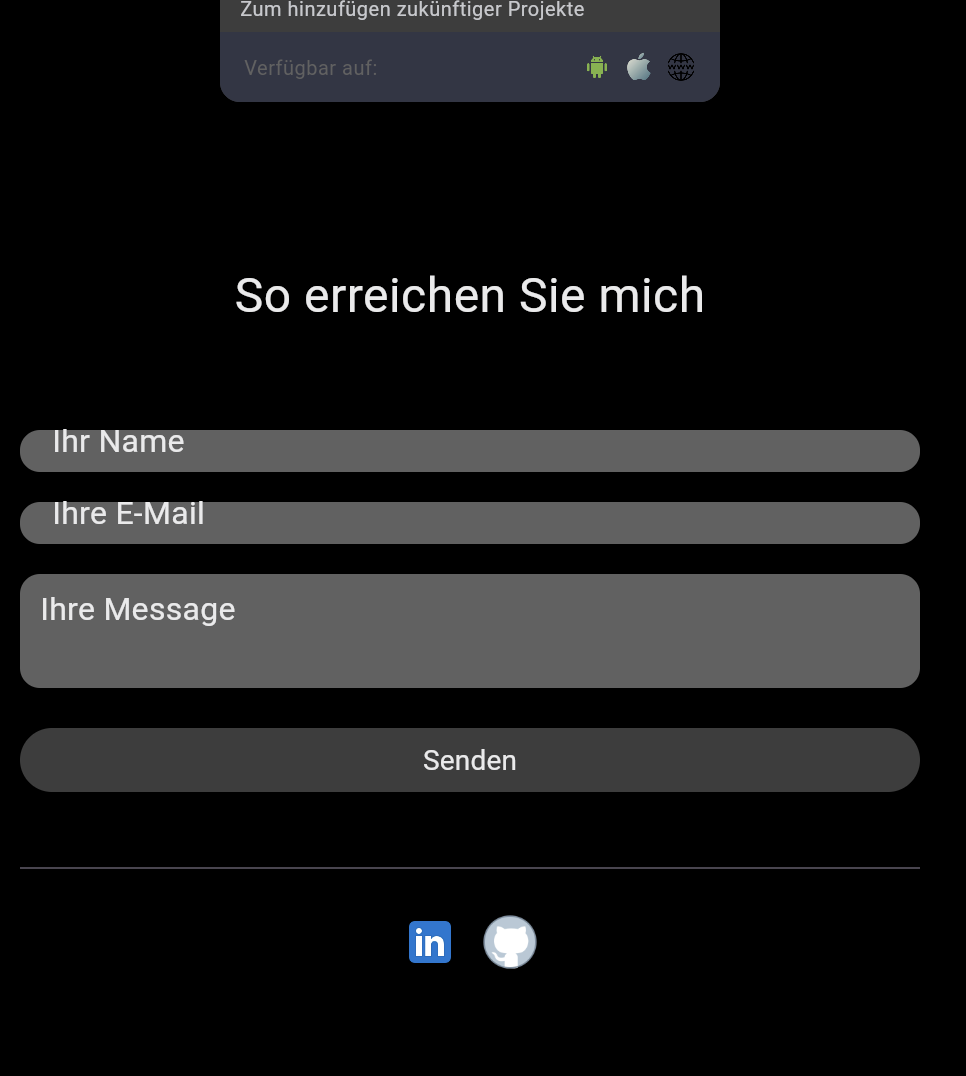 Zum hinzufügen zukünftiger Projekte
Verfügbar auf:
So erreichen Sie mich
Ihr Name
Ihre E-Mail
Ihre Message
Senden
in